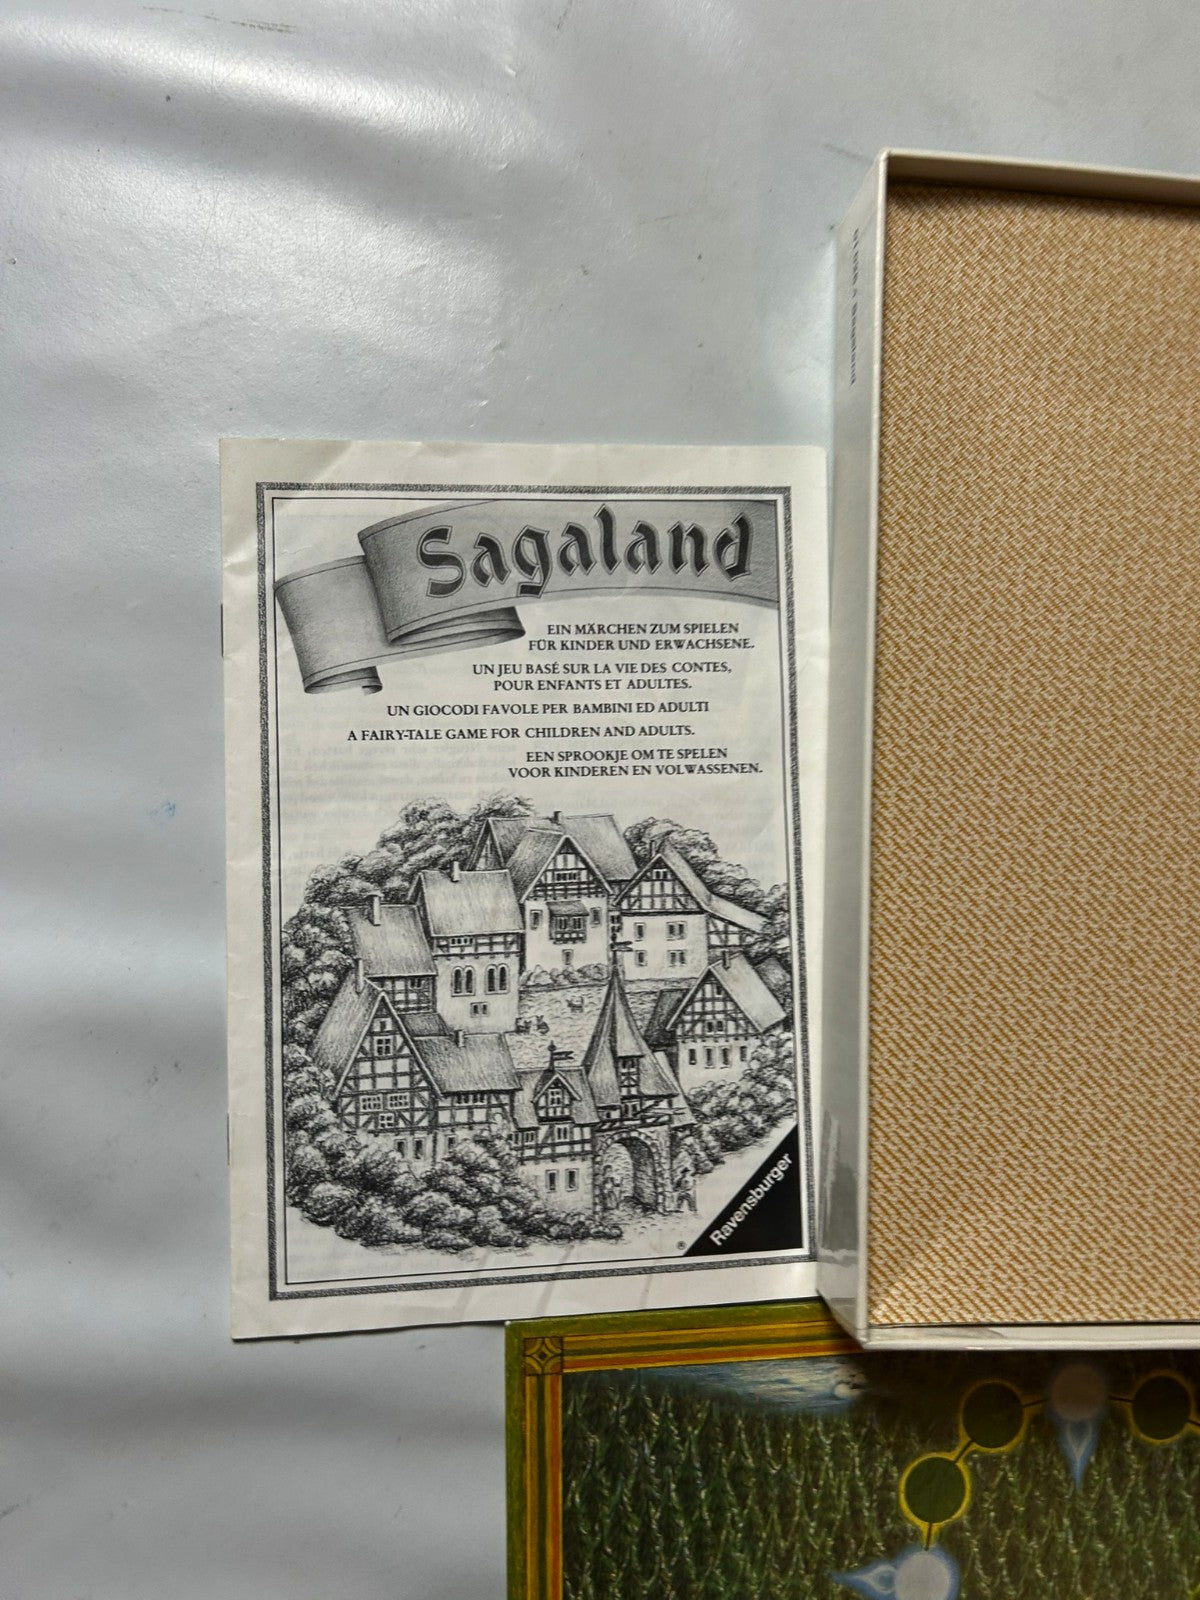 Sagaland
EIN MÄRCHEN ZUM SPIELEN
FÜR KINDER UND ERWACHSENE.
UN JEU BASÉ SUR LA VIE DES CONTES,
POUR ENFANTS ET ADULTES.
UN GIOCODI FAVOLE PER BAMBINI ED ADULTI
A FAIRY-TALE GAME FOR CHILDREN AND ADULTS.
EEN SPROOKJE OM TE SPELEN
VOOR KINDEREN EN VOLWASSENEN.
Ravensburger
®
Sagaland